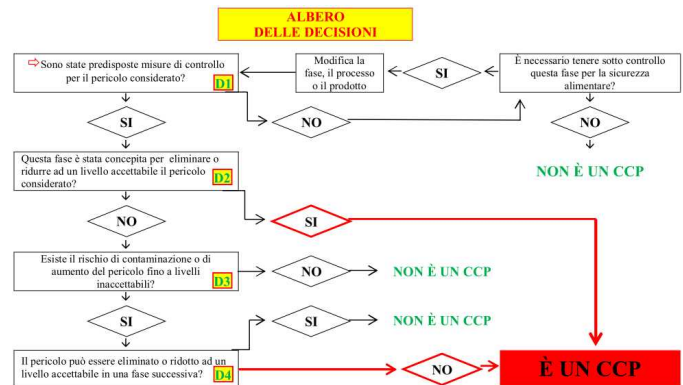 ALBERO
DELLE DECISIONI
⇨Sono state predisposte misure di controllo
per il pericolo considerato?
D1
Modifica la
fase, il processo
o il prodotto
SI
È necessario tenere sotto controllo
questa fase per la sicurezza
alimentare?
SI
NO
NO
NON È UN CCP
Questa fase è stata concepita per eliminare o
ridurre ad un livello accettabile il pericolo
considerato?
D2
NO
SI
Esiste il rischio di contaminazione o di
aumento del pericolo fino a livelli
inaccettabili?
D3
NO
NON È UN CCP
SI
SI
NON È UN CCP
Il pericolo può essere eliminato o ridotto ad un
livello accettabile in una fase successiva?
D4
NO
È UN CCP